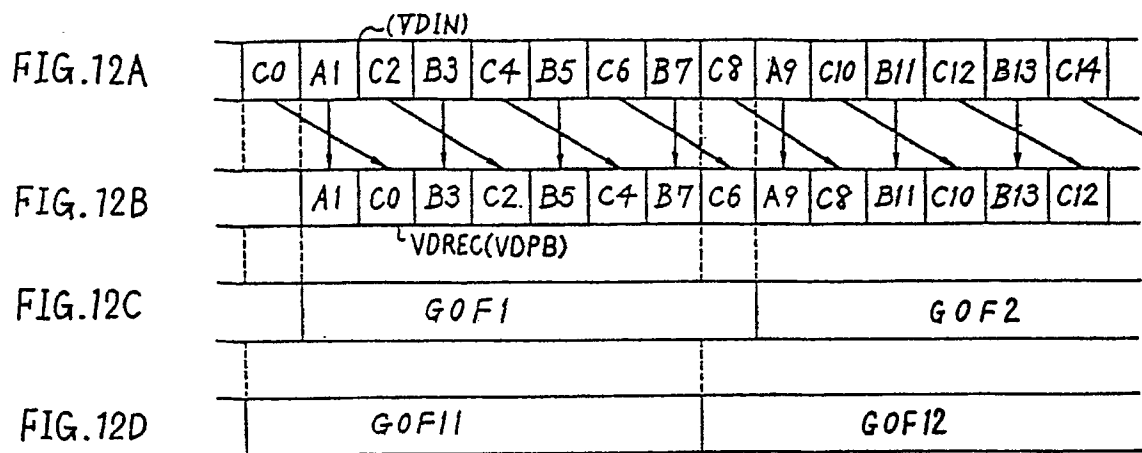 (VDIN)
FIG.12A C0 A1 C2 B3 C4 B5 C6 B7 C8 A9 C10 B11 C12 B13 C14
FIG.12B A1 C0 B3 C2. B5 C4 B7 C6 A9 C8 B11 C10 B13 C12
VDREC(VDPB)
FIG.12C GOF1 GOF2
FIG.12D GOF11 GOF12